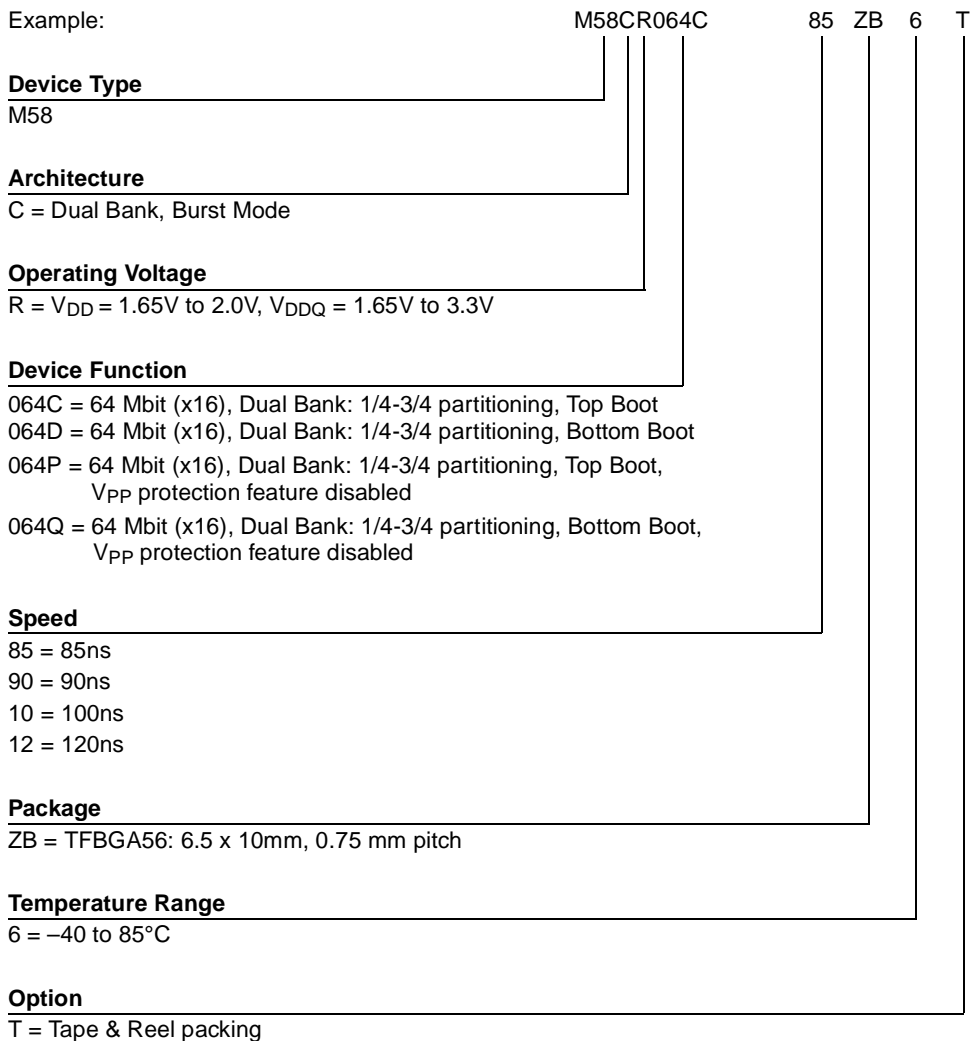 Example: M58CR064C 85 ZB 6 T
Device Type
M58
Architecture
C = Dual Bank, Burst Mode
Operating Voltage
R = VDD = 1.65V to 2.0V, VDDQ = 1.65V to 3.3V
Device Function
064C = 64 Mbit (x16), Dual Bank: 1/4-3/4 partitioning, Top Boot
064D = 64 Mbit (x16), Dual Bank: 1/4-3/4 partitioning, Bottom Boot
064P = 64 Mbit (x16), Dual Bank: 1/4-3/4 partitioning, Top Boot,
VPP protection feature disabled
064Q = 64 Mbit (x16), Dual Bank: 1/4-3/4 partitioning, Bottom Boot,
VPP protection feature disabled
Speed
85 = 85ns
90 = 90ns
10 = 100ns
12 = 120ns
Package
ZB = TFBGA56: 6.5 x 10mm, 0.75 mm pitch
Temperature Range
6 = –40 to 85°C
Option
T = Tape & Reel packing